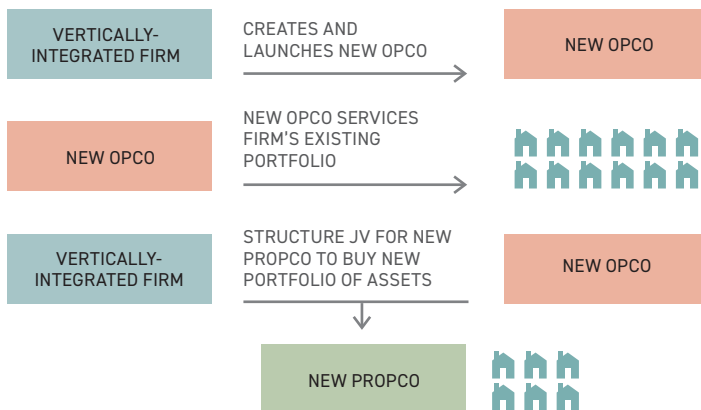 VERTICALLY-
INTEGRATED FIRM
CREATES AND
LAUNCHES NEW OPCO
NEW OPCO
NEW OPCO
NEW OPCO SERVICES
FIRM'S EXISTING
PORTFOLIO
VERTICALLY-
INTEGRATED FIRM
STRUCTURE JV FOR NEW
PROPCO TO BUY NEW
PORTFOLIO OF ASSETS
NEW OPCO
NEW PROPCO